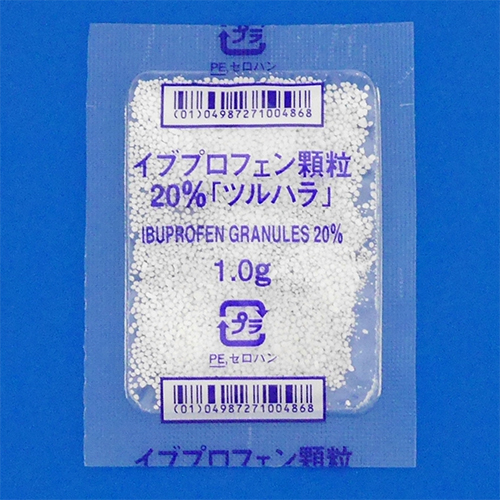 プラ
PE, セロハン
(01)04987271004868
イブプロフェン顆粒
20%「ツルハラ」
IBUPROFEN GRANULES 20%
1.0g
プラ
PE, セロハン
(01)04987271004868
イブプロフェン顆粒